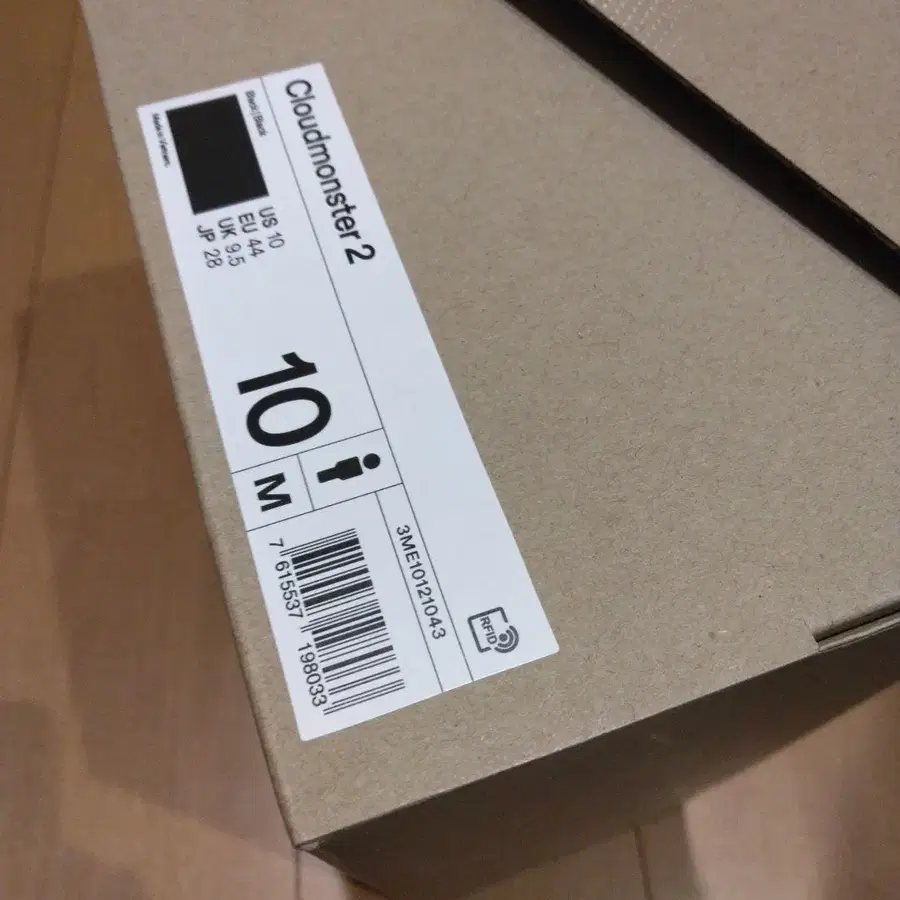 Cloudmonster 2
Black | Black
Made in Vietnam.
US 10
EU 44
UK 9.5
JP 28
10
M
3ME10121043
7 615537 198033
RFID